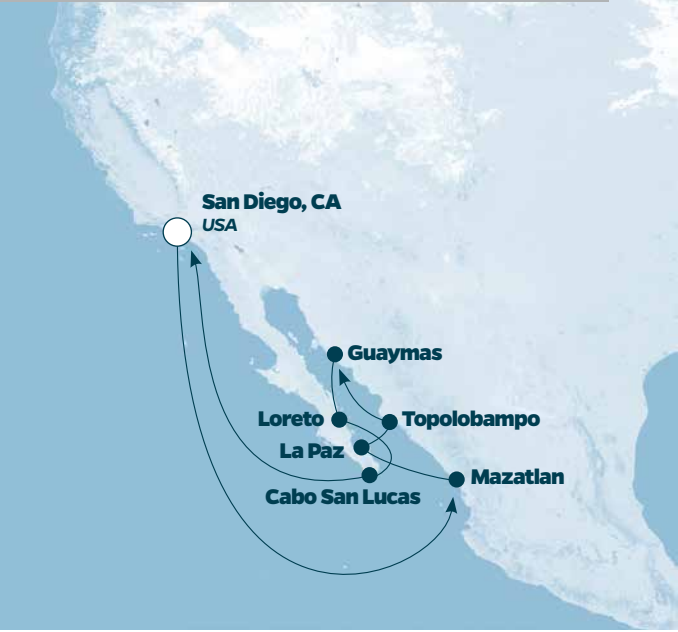 San Diego, CA
USA
Guaymas
Loreto
Topolobampo
La Paz
Mazatlan
Cabo San Lucas